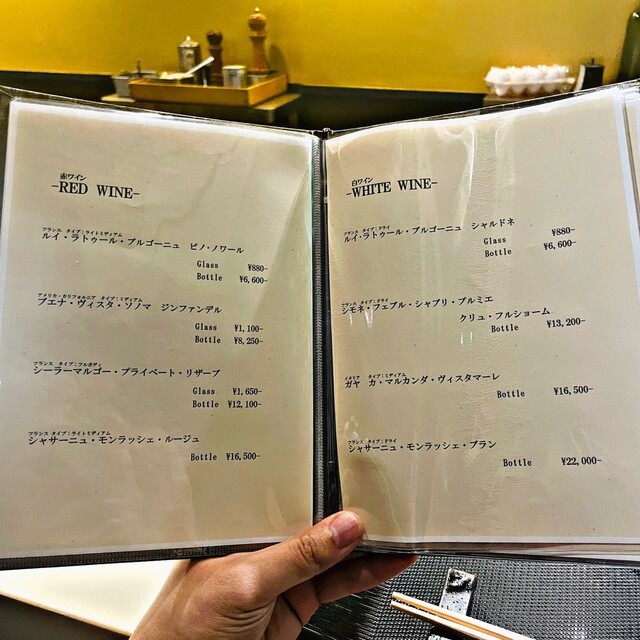 赤ワイン
-RED WINE-
フランス タイプ：ライトミディアム
ルイ・ラトゥール・ブルゴーニュ ピノ・ノワール
Glass ¥880-
Bottle ¥6,600-
アメリカ・カリフォルニア タイプ：ミディアム
ブエナ・ヴィスタ・ソノマ ジンファンデル
Glass ¥1,100-
Bottle ¥8,250-
フランス タイプ：フルボディ
シーラーマルゴー・プライベート・リザーブ
Glass ¥1,650-
Bottle ¥12,100-
フランス タイプ：ライトミディアム
シャサーニュ・モンラッシェ・ルージュ
Bottle ¥16,500-
白ワイン
-WHITE WINE-
フランス タイプ：ドライ
ルイ・ラトゥール・ブルゴーニュ シャルドネ
Glass ¥880-
Bottle ¥6,600-
フランス タイプ：ドライ
シモネ・フェブル・シャブリ・プルミエ
クリュ・フルショーム
Bottle ¥13,200-
イタリア タイプ：ミディアム
ガヤ カ・マルカンダ・ヴィスタマーレ
Bottle ¥16,500-
フランス タイプ：ドライ
シャサーニュ・モンラッシェ・ブラン
Bottle ¥22,000-